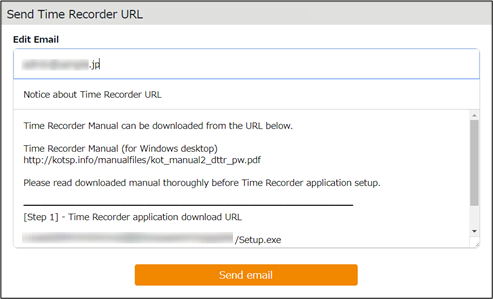 Send Time Recorder URL
Edit Email
.jp
Notice about Time Recorder URL
Time Recorder Manual can be downloaded from the URL below.
Time Recorder Manual (for Windows desktop)
http://kotsp.info/manualfiles/kot_manual2_dttr_pw.pdf
Please read downloaded manual thoroughly before Time Recorder application setup.
[Step 1] - Time Recorder application download URL
/Setup.exe
Send email